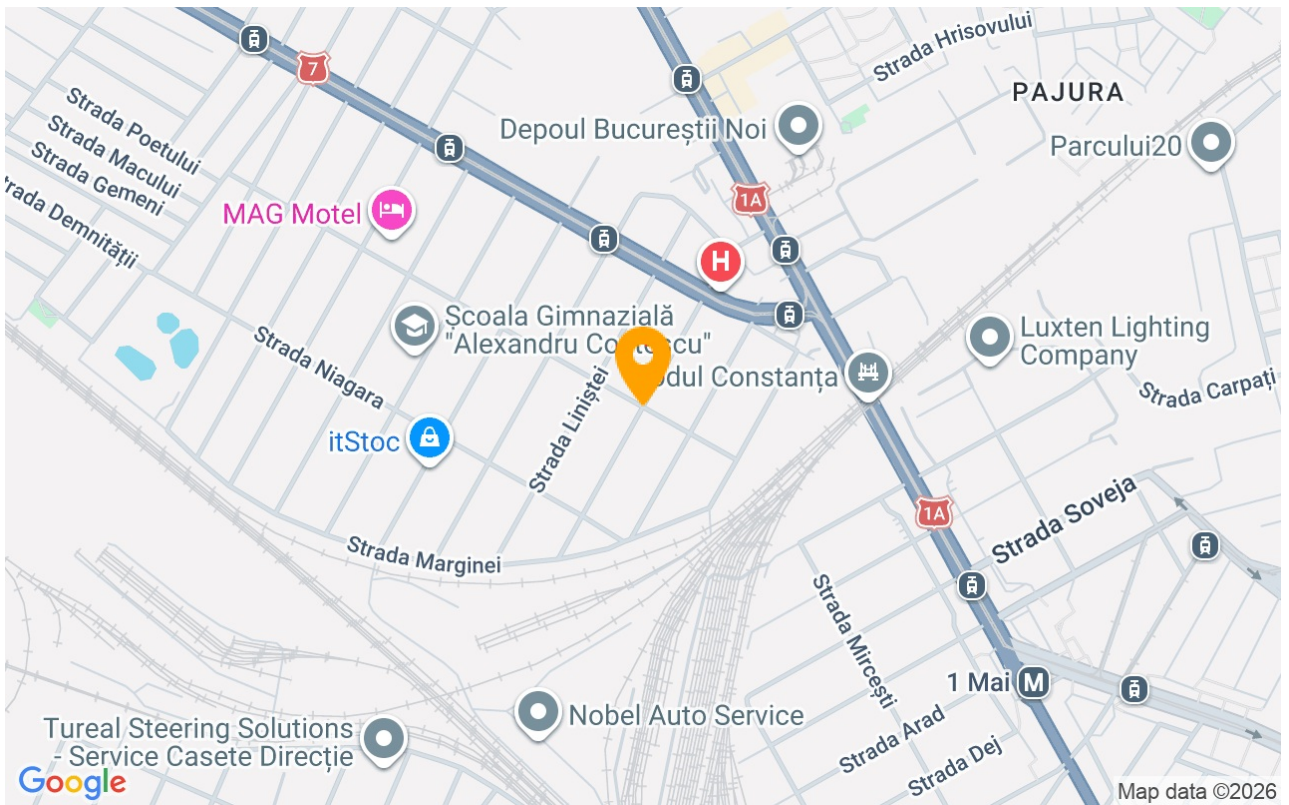 7
Strada Hrisovului
PAJURA
Strada Poetului
Strada Macului
Strada Gemeni
trada Demnității
Depoul Bucureștii Noi
Parcului20
MAG Motel
1A
H
Școala Gimnazială
"Alexandru Co
escu"
Strada Niagara
Strada Liniștei
odul Constanța
Luxten Lighting
Company
Strada Carpați
itStoc
1A
Strada Soveja
Strada Marginei
Strada Mircești
1 Mai
M
Nobel Auto Service
Tureal Steering Solutions
- Service Casete Direcție
Strada Arad
Strada Dej
Google
Map data ©2026